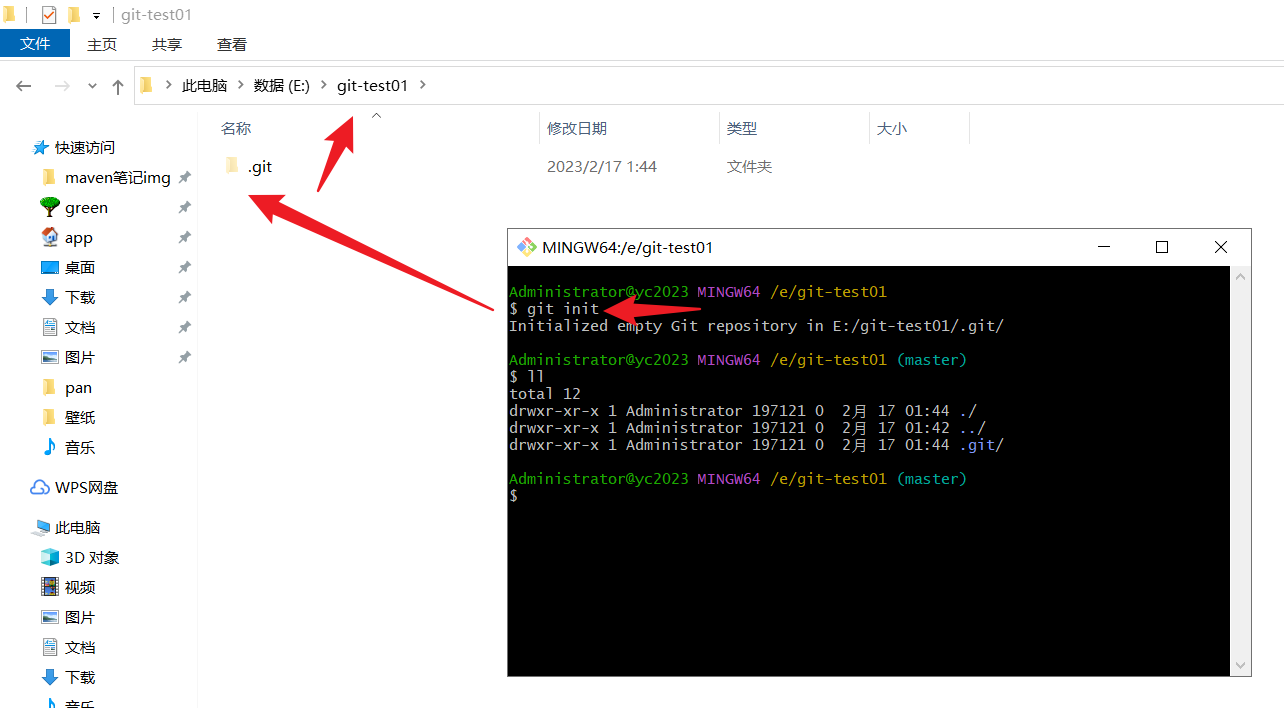 git-test01
文件 主页 共享 查看
此电脑 数据 (E:) git-test01
名称 修改日期 类型 大小
.git 2023/2/17 1:44 文件夹
快速访问
maven笔记img
green
app
桌面
下载
文档
图片
pan
壁纸
音乐
WPS网盘
此电脑
3D 对象
视频
图片
文档
下载
音乐
MINGW64:/e/git-test01
Administrator@yc2023 MINGW64 /e/git-test01
$ git init
Initialized empty Git repository in E:/git-test01/.git/
Administrator@yc2023 MINGW64 /e/git-test01 (master)
$ ll
total 12
drwxr-xr-x 1 Administrator 197121 0 2月 17 01:44 ./
drwxr-xr-x 1 Administrator 197121 0 2月 17 01:42 ../
drwxr-xr-x 1 Administrator 197121 0 2月 17 01:44 .git/
Administrator@yc2023 MINGW64 /e/git-test01 (master)
$